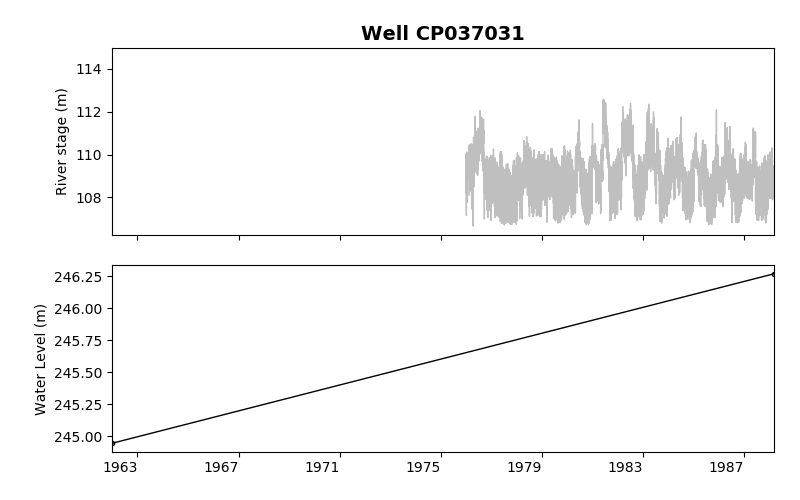 Well CP037031
River stage (m)
114
112
110
108
Water Level (m)
246.25
246.00
245.75
245.50
245.25
245.00
1963 1967 1971 1975 1979 1983 1987